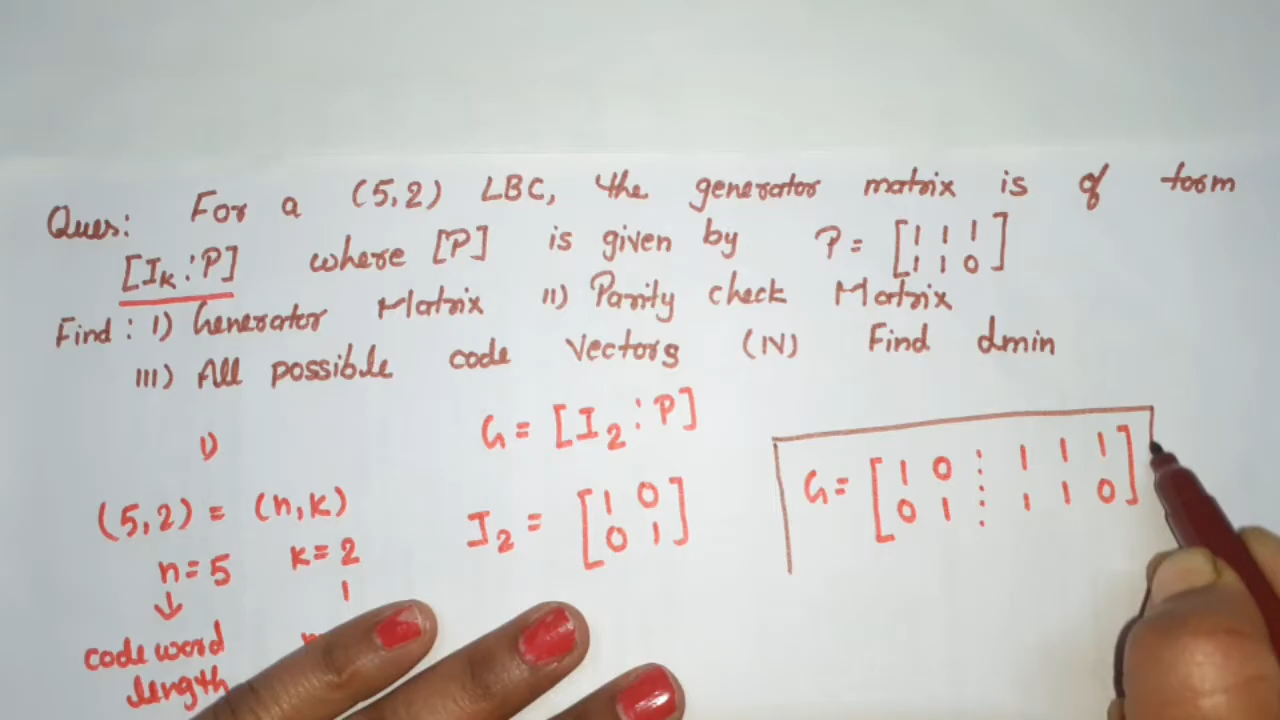 Ques: For a (5,2) LBC, the generator matrix is of form
[Ik : P] where [P] is given by P = [1 1 1
1 1 0]
Find: i) Generator Matrix ii) Parity check Matrix
iii) All possible code vectors (iv) Find dmin
i)
(5,2) = (n,k)
n = 5 k = 2
↓
code word
length
G = [I2 : P]
I2 = [1 0
0 1]
G = [1 0 ⋮ 1 1 1
0 1 ⋮ 1 1 0]